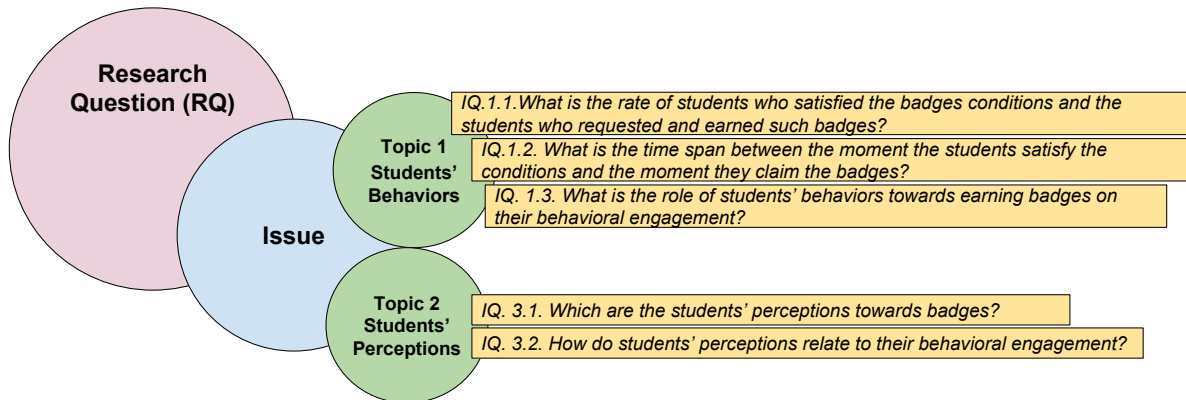 Research
Question (RQ)
Issue
Topic 1
Students’
Behaviors
IQ.1.1.What is the rate of students who satisfied the badges conditions and the
students who requested and earned such badges?
IQ.1.2. What is the time span between the moment the students satisfy the
conditions and the moment they claim the badges?
IQ. 1.3. What is the role of students’ behaviors towards earning badges on
their behavioral engagement?
Topic 2
Students’
Perceptions
IQ. 3.1. Which are the students’ perceptions towards badges?
IQ. 3.2. How do students’ perceptions relate to their behavioral engagement?